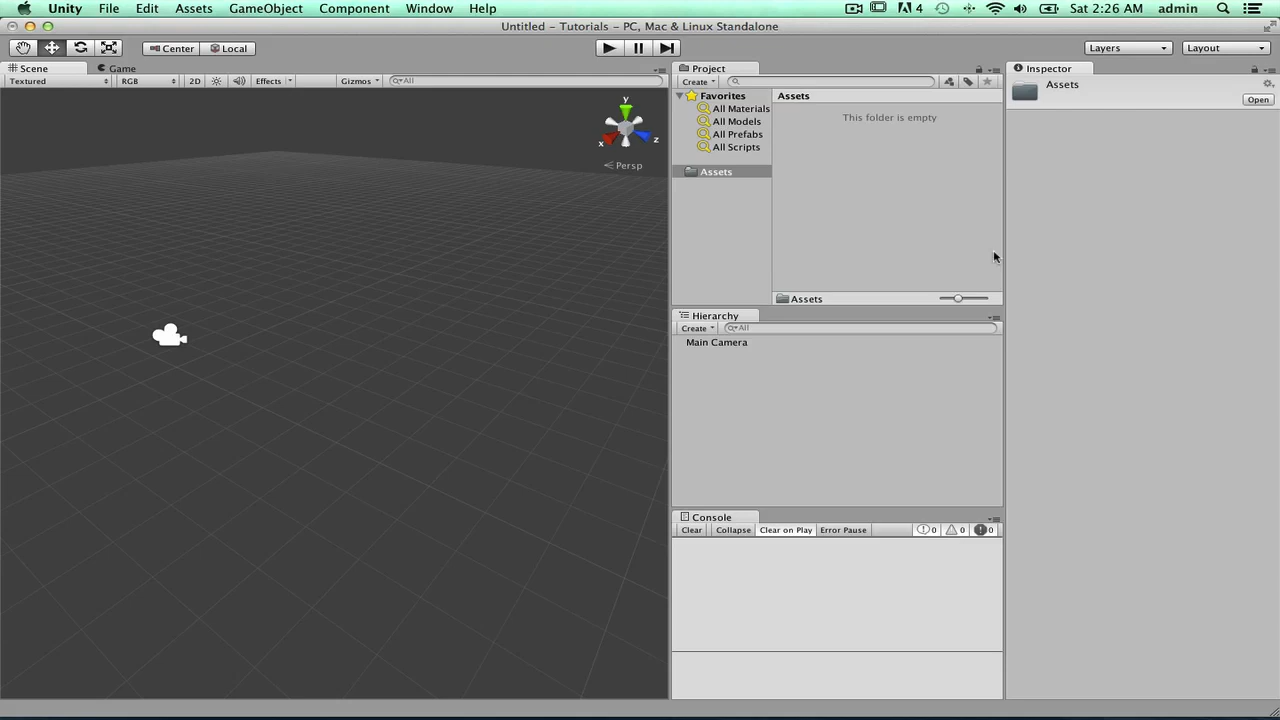 Unity File Edit Assets GameObject Component Window Help 4 Sat 2:26 AM admin
Untitled - Tutorials - PC, Mac & Linux Standalone
Center Local Layers Layout
Scene Game
Textured RGB 2D Effects Gizmos All
y
x z
Persp
Project
Create
Favorites
All Materials
All Models
All Prefabs
All Scripts
Assets
Assets
This folder is empty
Assets
Hierarchy
Create All
Main Camera
Console
Clear Collapse Clear on Play Error Pause 0 0 0
Inspector
Assets
Open